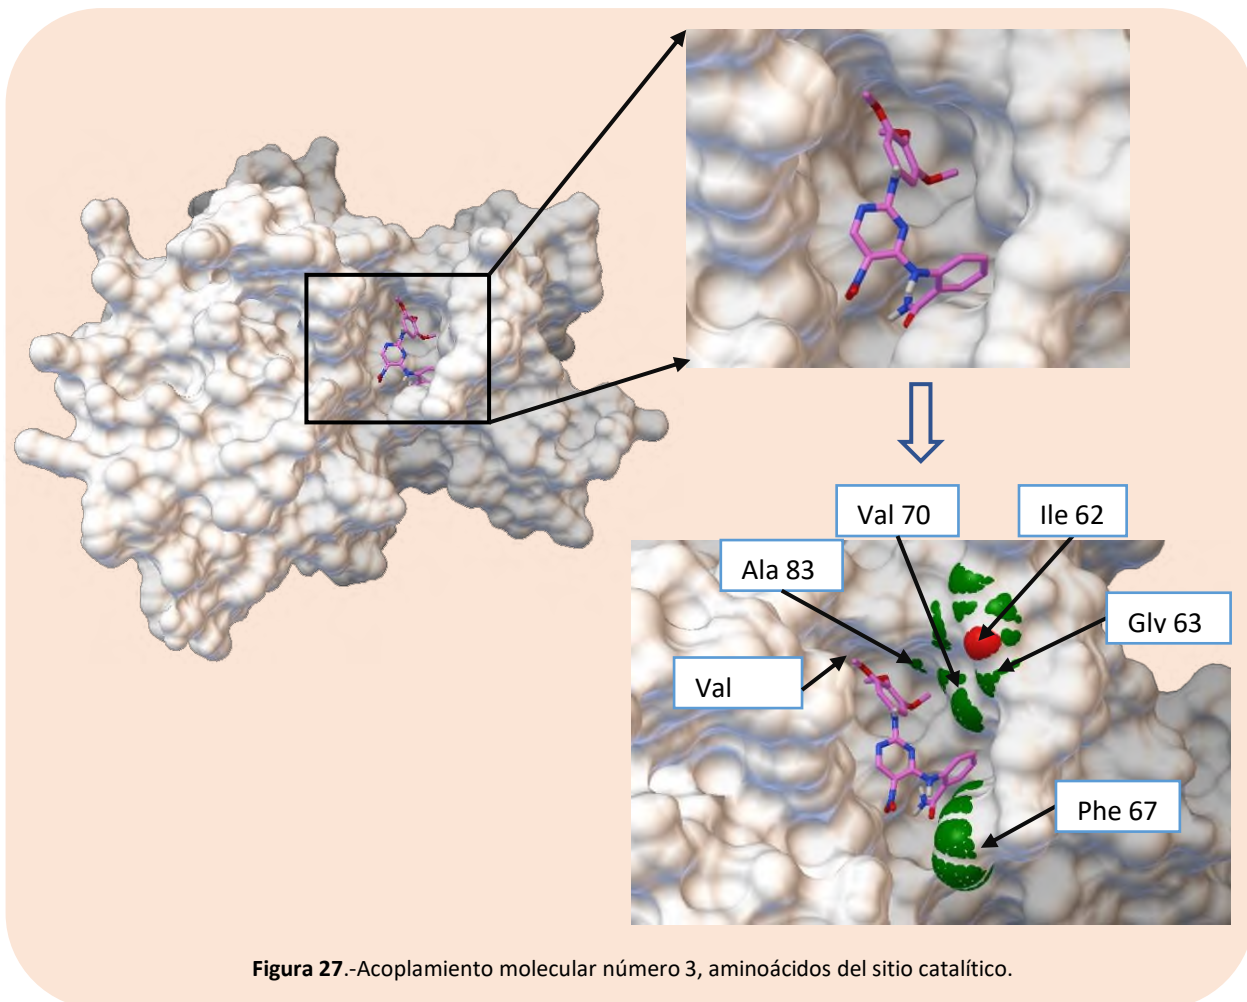 Val 70
Ile 62
Ala 83
Glv 63
Val
Phe 67
Figura 27.-Acoplamiento molecular número 3, aminoácidos del sitio catalítico.